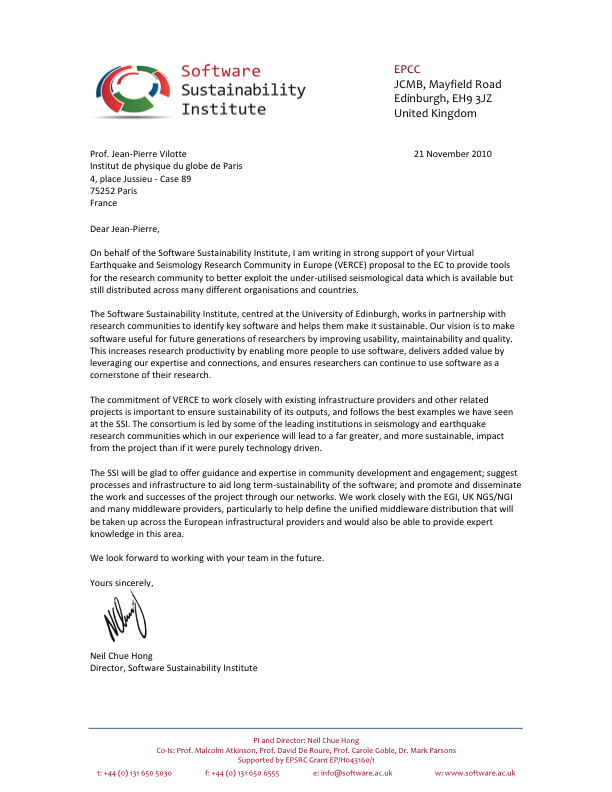 Software
Sustainability
Institute
EPCC
JCMB, Mayfield Road
Edinburgh, EH9 3JZ
United Kingdom
Prof. Jean-Pierre Vilotte
21 November 2010
Institut de physique du globe de Paris
4, place Jussieu - Case 89
75252 Paris
France
Dear Jean-Pierre,
On behalf of the Software Sustainability Institute, I am writing in strong support of your Virtual
Earthquake and Seismology Research Community in Europe (VERCE) proposal to the EC to provide tools
for the research community to better exploit the under-utilised seismological data which is available but
still distributed across many different organisations and countries.
The Software Sustainability Institute, centred at the University of Edinburgh, works in partnership with
research communities to identify key software and helps them make it sustainable. Our vision is to make
software useful for future generations of researchers by improving usability, maintainability and quality.
This increases research productivity by enabling more people to use software, delivers added value by
leveraging our expertise and connections, and ensures researchers can continue to use software as a
cornerstone of their research.
The commitment of VERCE to work closely with existing infrastructure providers and other related
projects is important to ensure sustainability of its outputs, and follows the best examples we have seen
at the SSI. The consortium is led by some of the leading institutions in seismology and earthquake
research communities which in our experience will lead to a far greater, and more sustainable, impact
from the project than if it were purely technology driven.
The SSI will be glad to offer guidance and expertise in community development and engagement; suggest
processes and infrastructure to aid long term-sustainability of the software; and promote and disseminate
the work and successes of the project through our networks. We work closely with the EGI, UK NGS/NGI
and many middleware providers, particularly to help define the unified middleware distribution that will
be taken up across the European infrastructural providers and would also be able to provide expert
knowledge in this area.
We look forward to working with your team in the future.
Yours sincerely,
Neil Chue Hong
Director, Software Sustainability Institute
PI and Director: Neil Chue Hong
Co-Is: Prof. Malcolm Atkinson, Prof. David De Roure, Prof. Carole Goble, Dr. Mark Parsons
Supported by EPSRC Grant EP/H043160/1
t: +44 (0) 131 650 5030 f: +44 (0) 131 650 6555 e: info@software.ac.uk w: www.software.ac.uk